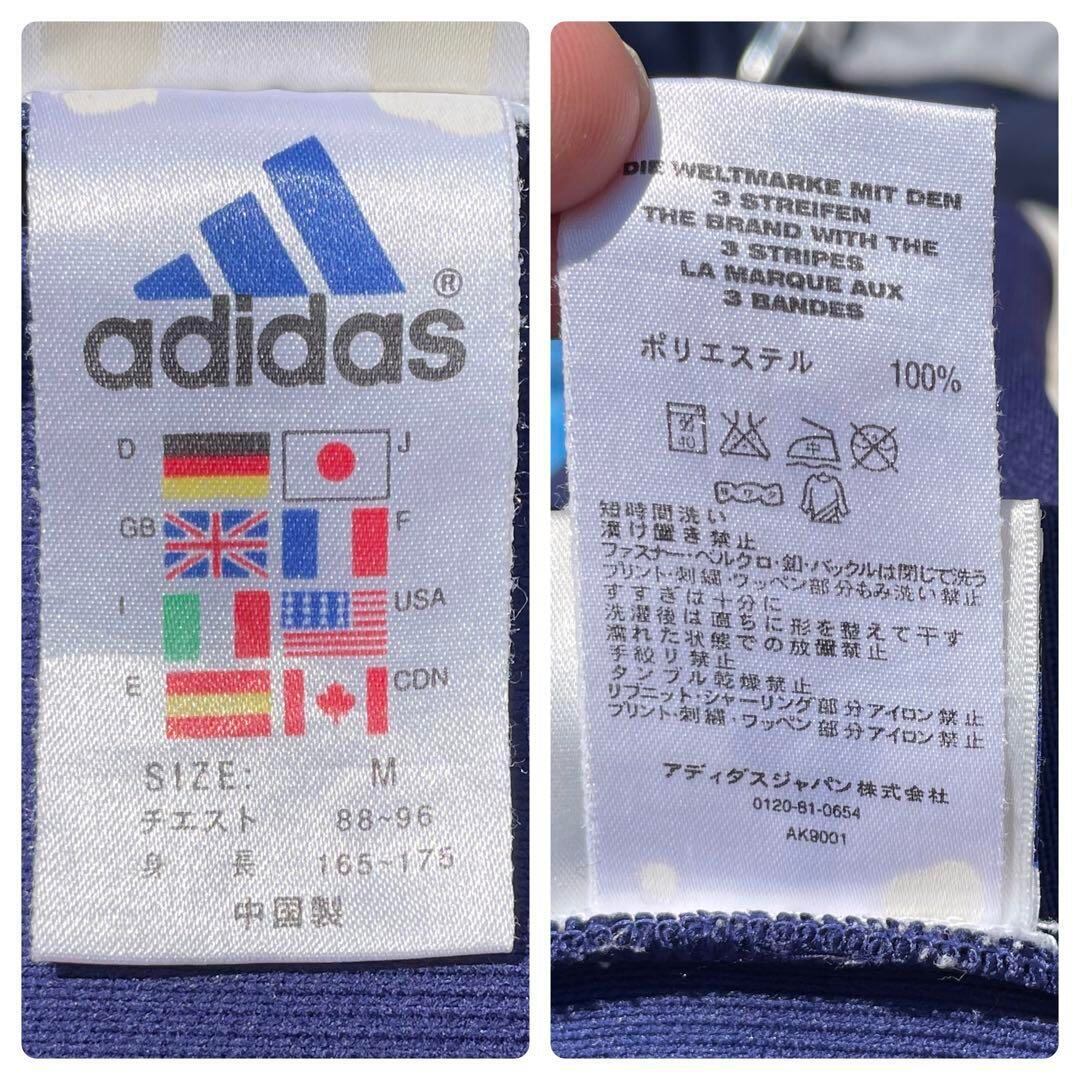 adidas®
D J
GB F
I USA
E CDN
SIZE: M
チエスト 88~96
身長 165~175
中国製
DIE WELTMARKE MIT DEN
3 STREIFEN
THE BRAND WITH THE
3 STRIPES
LA MARQUE AUX
3 BANDES
ポリエステル 100%
40 中
短時間洗い
漬け置き禁止
ファスナー・ベルクロ・釦・バックルは閉じて洗う
プリント・刺繍・ワッペン部分もみ洗い禁止
すすぎは十分に
洗濯後は直ちに形を整えて干す
濡れた状態での放置禁止
手絞り禁止
タンブル乾燥禁止
リブニット・シャーリング部分アイロン禁止
プリント・刺繍・ワッペン部分アイロン禁止
アディダスジャパン株式会社
0120-81-0654
AK9001